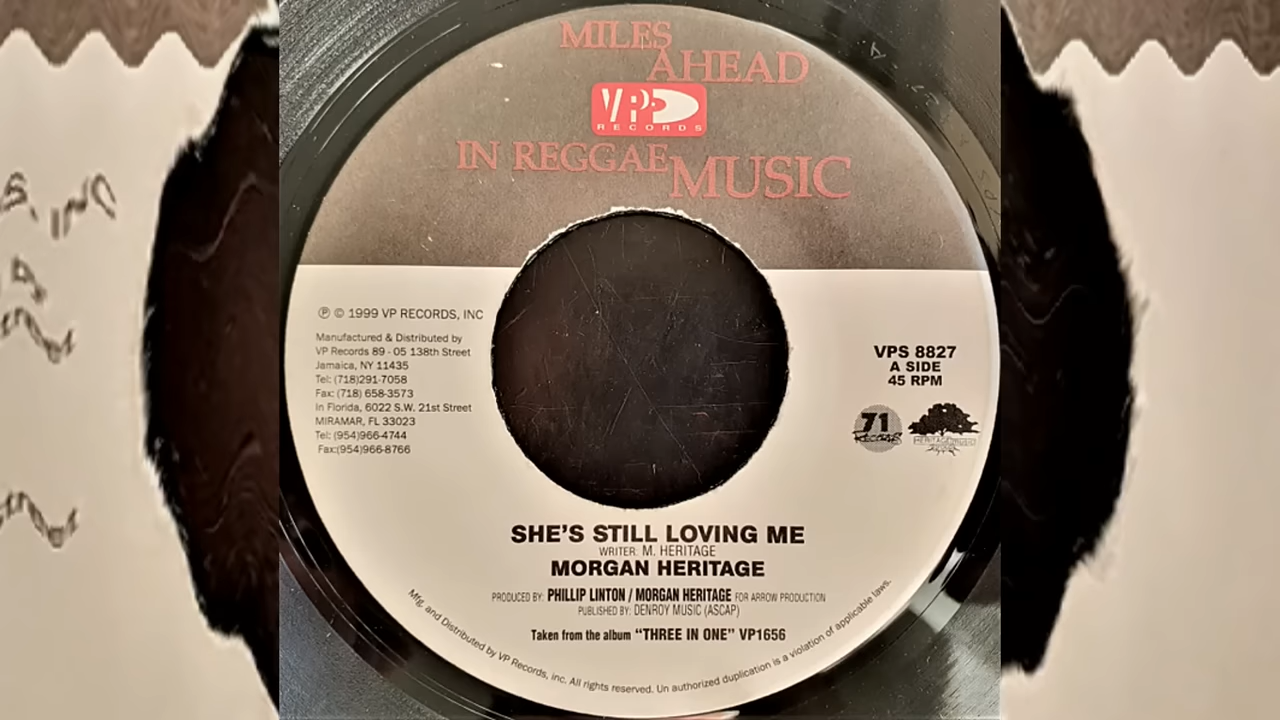 MILES
AHEAD
VP
RECORDS
IN REGGAE
MUSIC
℗ © 1999 VP RECORDS, INC
Manufactured & Distributed by
VP Records 89 - 05 138th Street
Jamaica, NY 11435
Tel: (718)291-7058
Fax: (718) 658-3573
In Florida, 6022 S.W. 21st Street
MIRAMAR, FL 33023
Tel: (954)966-4744
Fax:(954)966-8766
VPS 8827
A SIDE
45 RPM
71
RECORDS
HERITAGE MUSIC
SHE'S STILL LOVING ME
WRITER: M. HERITAGE
MORGAN HERITAGE
PRODUCED BY: PHILLIP LINTON / MORGAN HERITAGE FOR ARROW PRODUCTION
PUBLISHED BY: DENROY MUSIC (ASCAP)
Taken from the album "THREE IN ONE" VP1656
Mfg. and Distributed by VP Records, inc. All rights reserved. Un authorized duplication is a violation of applicable laws.